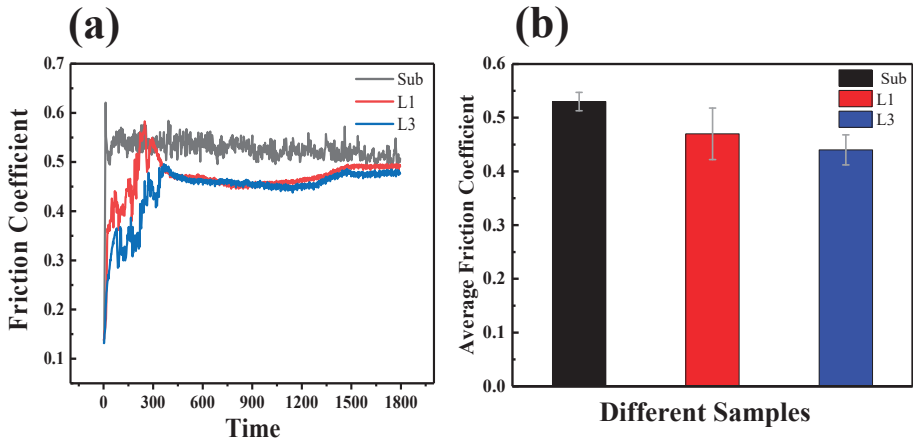 (a)
Friction Coefficient
0.7
0.6
0.5
0.4
0.3
0.2
0.1
Sub
L1
L3
0 300 600 900 1200 1500 1800
Time
(b)
Average Friction Coefficient
0.6
0.5
0.4
0.3
0.2
0.1
0.0
Sub
L1
L3
Different Samples